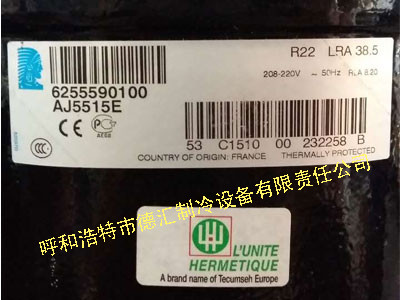 R22 LRA 38.5
208-220V ~ 50Hz RLA 8.20
6255590100
AJ5515E
CCC
CE
53 C1510 00 232258 B
COUNTRY OF ORIGIN: FRANCE THERMALLY PROTECTED
呼和浩特市德汇制冷设备有限责任公司
L'UNITE
HERMETIQUE
A brand name of Tecumseh Europe